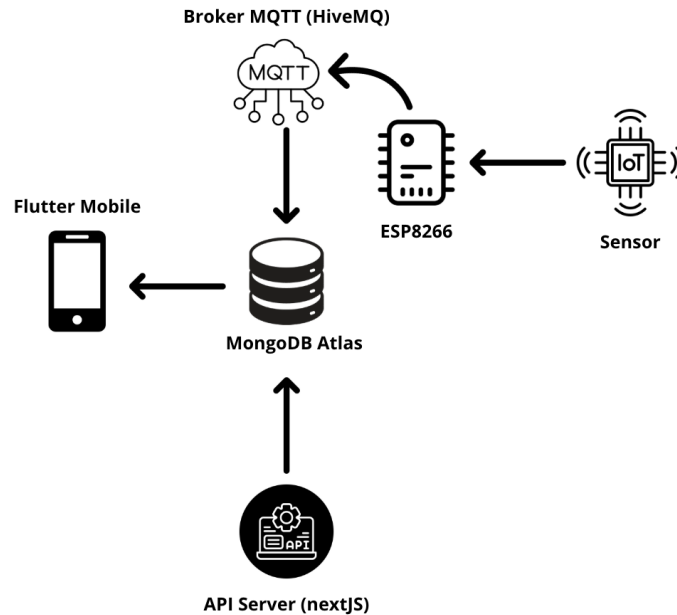 Broker MQTT (HiveMQ)
MQTT
IoT
Flutter Mobile
ESP8266
Sensor
MongoDB Atlas
API
API Server (nextJS)